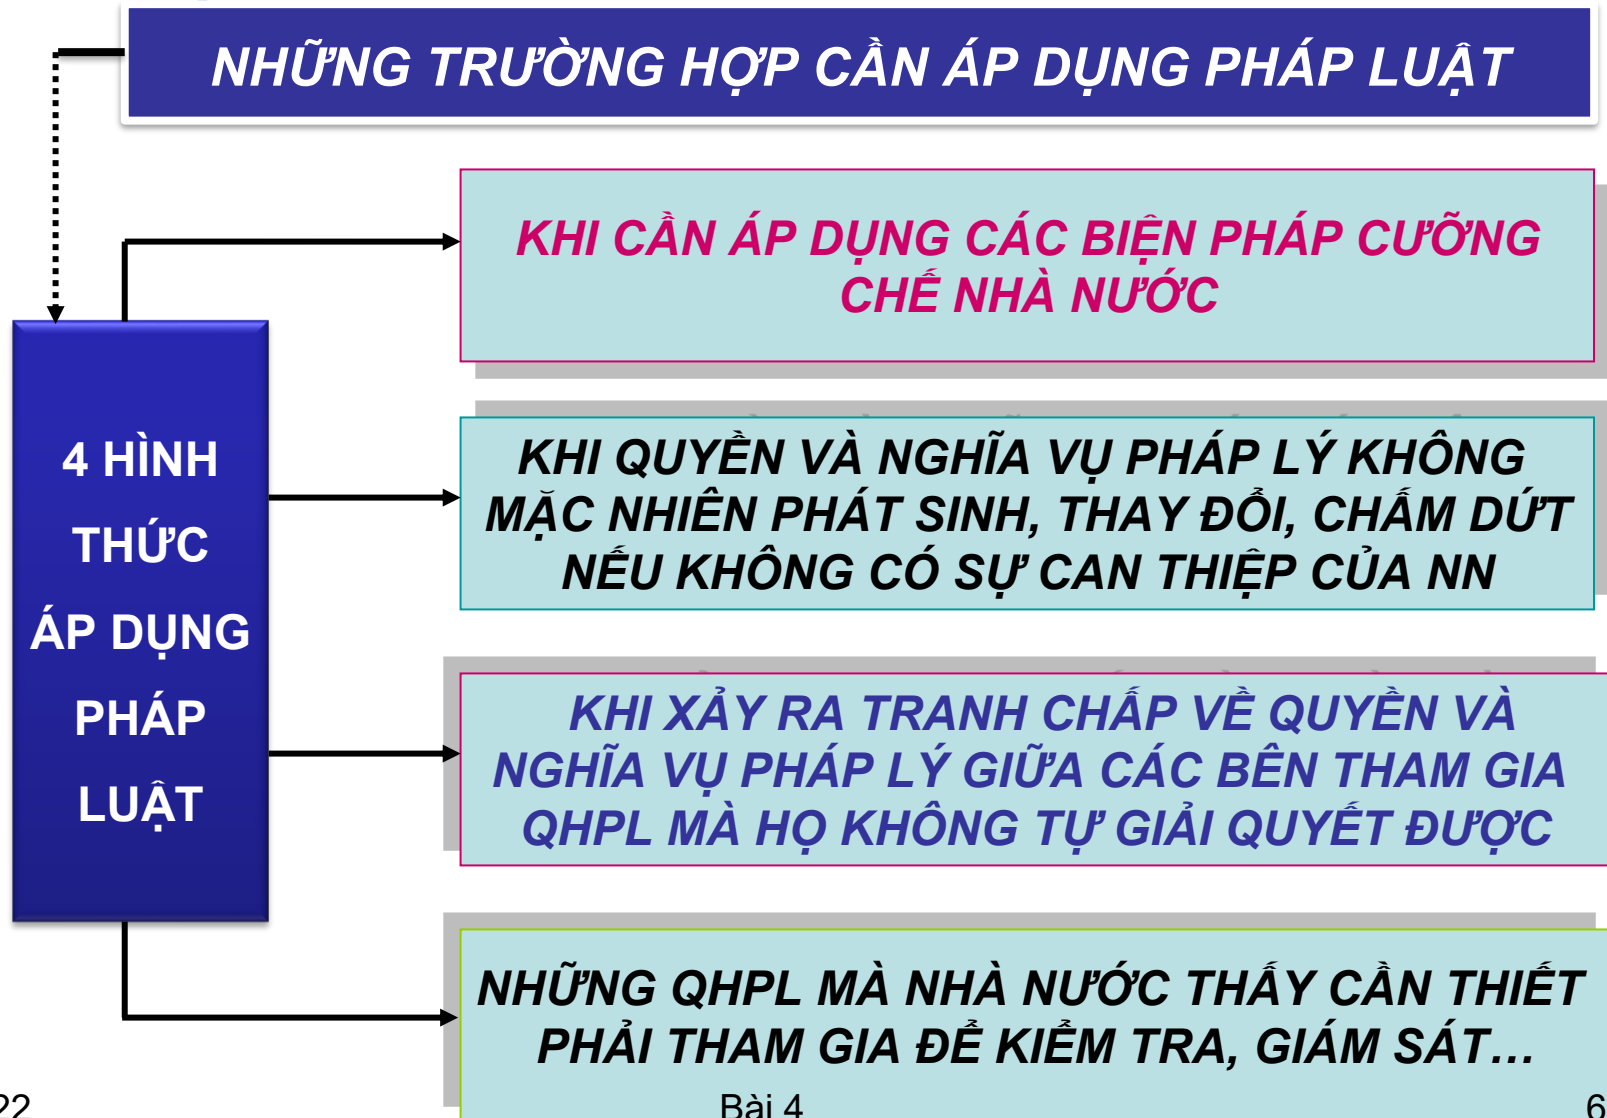 NHỮNG TRƯỜNG HỢP CẦN ÁP DỤNG PHÁP LUẬT
4 HÌNH
THỨC
ÁP DỤNG
PHÁP
LUẬT
KHI CẦN ÁP DỤNG CÁC BIỆN PHÁP CƯỠNG
CHẾ NHÀ NƯỚC
KHI QUYỀN VÀ NGHĨA VỤ PHÁP LÝ KHÔNG
MẶC NHIÊN PHÁT SINH, THAY ĐỔI, CHẤM DỨT
NẾU KHÔNG CÓ SỰ CAN THIỆP CỦA NN
KHI XẢY RA TRANH CHẤP VỀ QUYỀN VÀ
NGHĨA VỤ PHÁP LÝ GIỮA CÁC BÊN THAM GIA
QHPL MÀ HỌ KHÔNG TỰ GIẢI QUYẾT ĐƯỢC
NHỮNG QHPL MÀ NHÀ NƯỚC THẤY CẦN THIẾT
PHẢI THAM GIA ĐỂ KIỂM TRA, GIÁM SÁT…
22
Bài 4
6